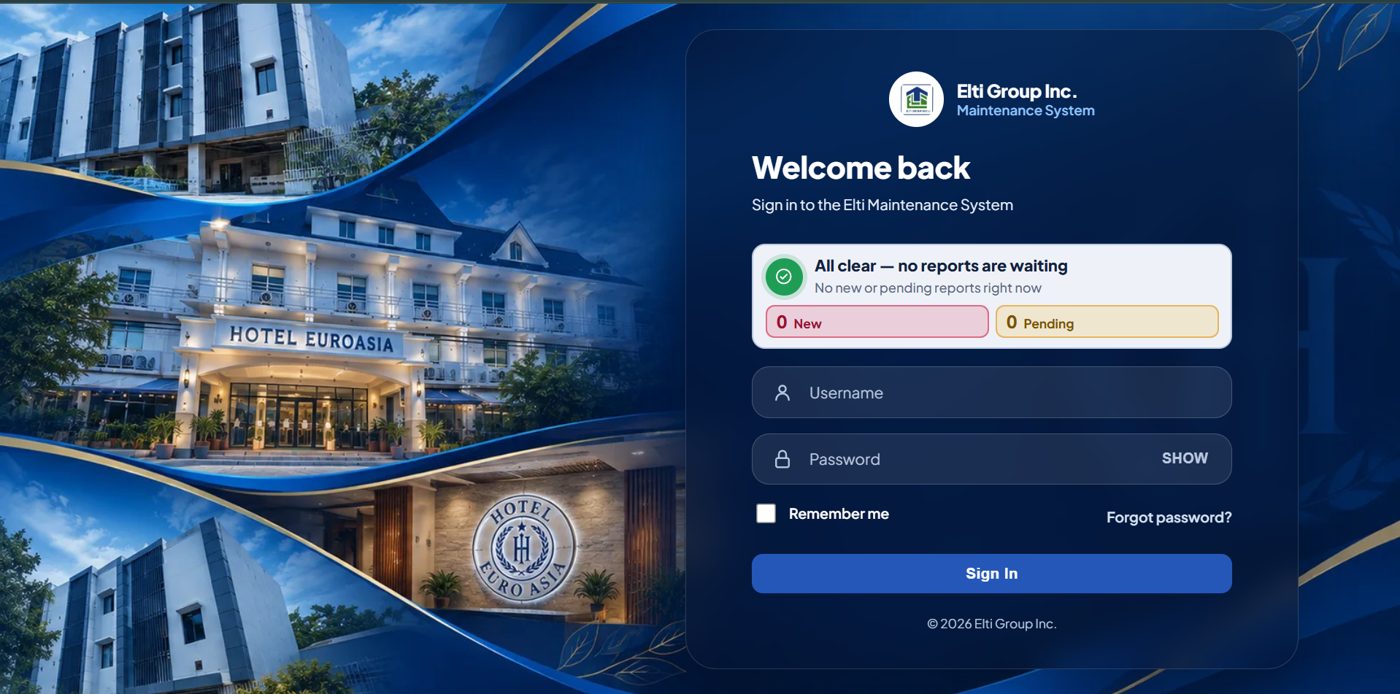 Elti Group Inc.
Maintenance System
Welcome back
Sign in to the Elti Maintenance System
All clear — no reports are waiting
No new or pending reports right now
0 New
0 Pending
Username
Password
SHOW
Remember me
Forgot password?
Sign In
© 2026 Elti Group Inc.
HOTEL EUROASIA
HOTEL
H
EURO ASIA